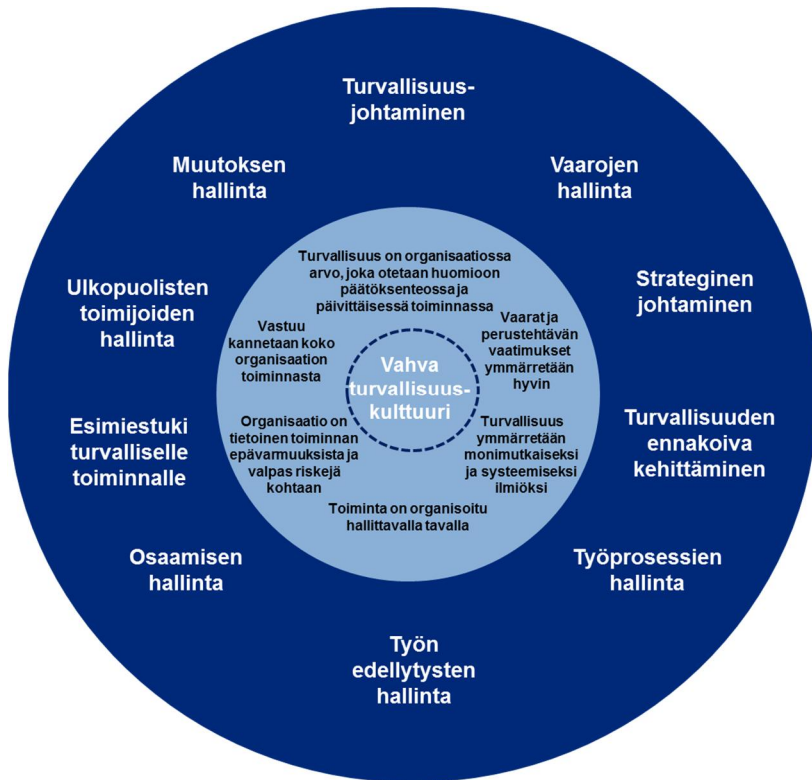 Turvallisuus-
johtaminen
Muutoksen
hallinta
Vaarojen
hallinta
Ulkopuolisten
toimijoiden
hallinta
Strateginen
johtaminen
Esimiestuki
turvalliselle
toiminnalle
Turvallisuuden
ennakoiva
kehittäminen
Osaamisen
hallinta
Työprosessien
hallinta
Työn
edellytysten
hallinta
Turvallisuus on organisaatiossa
arvo, joka otetaan huomioon
päätöksenteossa ja
päivittäisessä toiminnassa
Vastuu
kannetaan koko
organisaation
toiminnasta
Vaarat ja
perustehtävän
vaatimukset
ymmärretään
hyvin
Vahva
turvallisuus-
kulttuuri
Organisaatio on
tietoinen toiminnan
epävarmuuksista ja
valpas riskejä
kohtaan
Turvallisuus
ymmärretään
monimutkaiseksi
ja systeemiseksi
ilmiöksi
Toiminta on organisoitu
hallittavalla tavalla